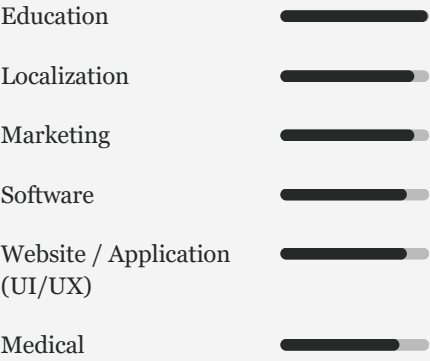 Education
Localization
Marketing
Software
Website / Application
(UI/UX)
Medical